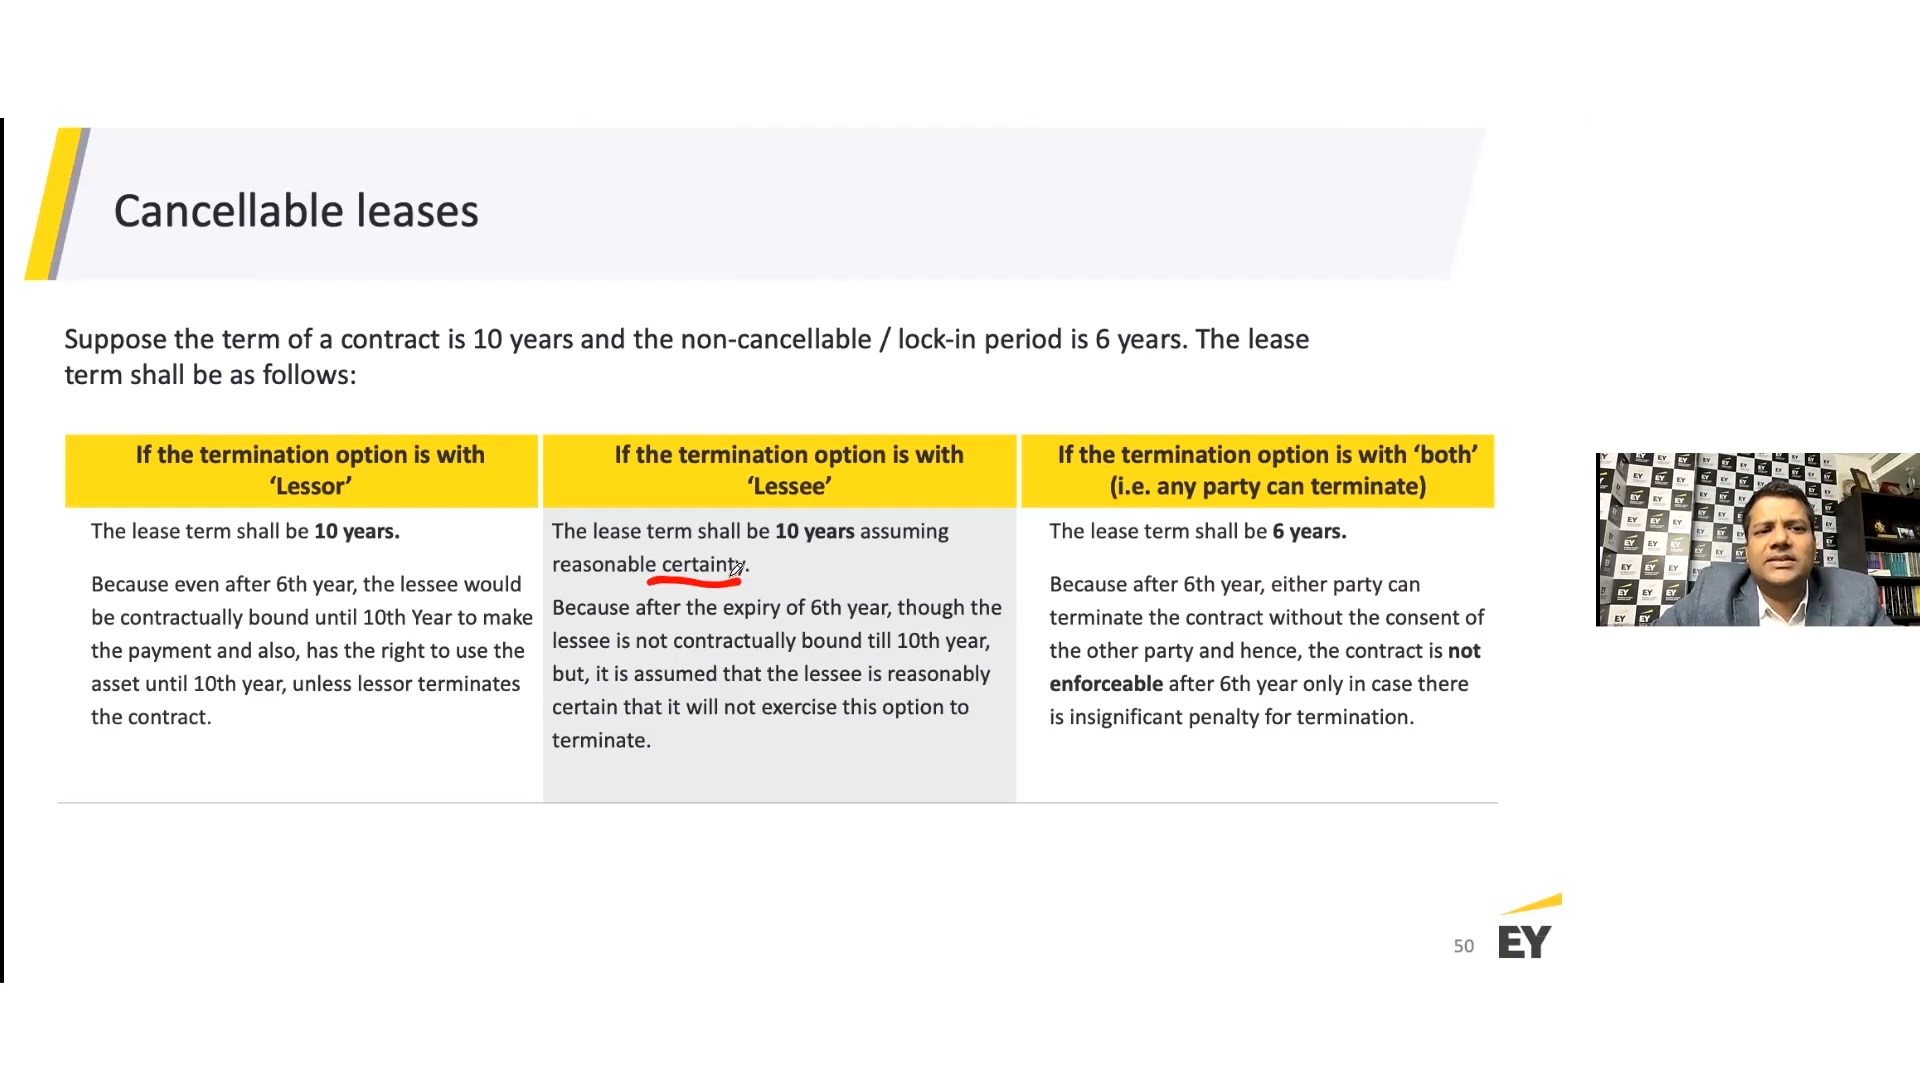 Cancellable leases
Suppose the term of a contract is 10 years and the non-cancellable / lock-in period is 6 years. The lease
term shall be as follows:
If the termination option is with
‘Lessor’
The lease term shall be 10 years.
Because even after 6th year, the lessee would
be contractually bound until 10th Year to make
the payment and also, has the right to use the
asset until 10th year, unless lessor terminates
the contract.
If the termination option is with
‘Lessee’
The lease term shall be 10 years assuming
reasonable certainty.
Because after the expiry of 6th year, though the
lessee is not contractually bound till 10th year,
but, it is assumed that the lessee is reasonably
certain that it will not exercise this option to
terminate.
If the termination option is with ‘both’
(i.e. any party can terminate)
The lease term shall be 6 years.
Because after 6th year, either party can
terminate the contract without the consent of
the other party and hence, the contract is not
enforceable after 6th year only in case there
is insignificant penalty for termination.
50
EY